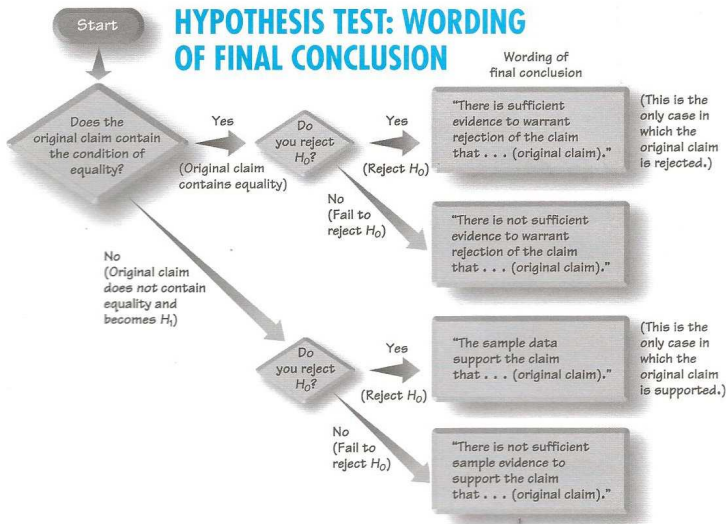 Start
HYPOTHESIS TEST: WORDING
OF FINAL CONCLUSION
Wording of
final conclusion
Does the
original claim contain
the condition of
equality?
Yes
(Original claim
contains equality)
Do
you reject
H₀?
Yes
(Reject H₀)
“There is sufficient
evidence to warrant
rejection of the claim
that . . . (original claim).”
(This is the
only case in
which the
original claim
is rejected.)
No
(Fail to
reject H₀)
“There is not sufficient
evidence to warrant
rejection of the claim
that . . . (original claim).”
No
(Original claim
does not contain
equality and
becomes H₁)
Do
you reject
H₀?
Yes
(Reject H₀)
“The sample data
support the claim
that . . . (original claim).”
(This is the
only case in
which the
original claim
is supported.)
No
(Fail to
reject H₀)
“There is not sufficient
sample evidence to
support the claim
that . . . (original claim).”